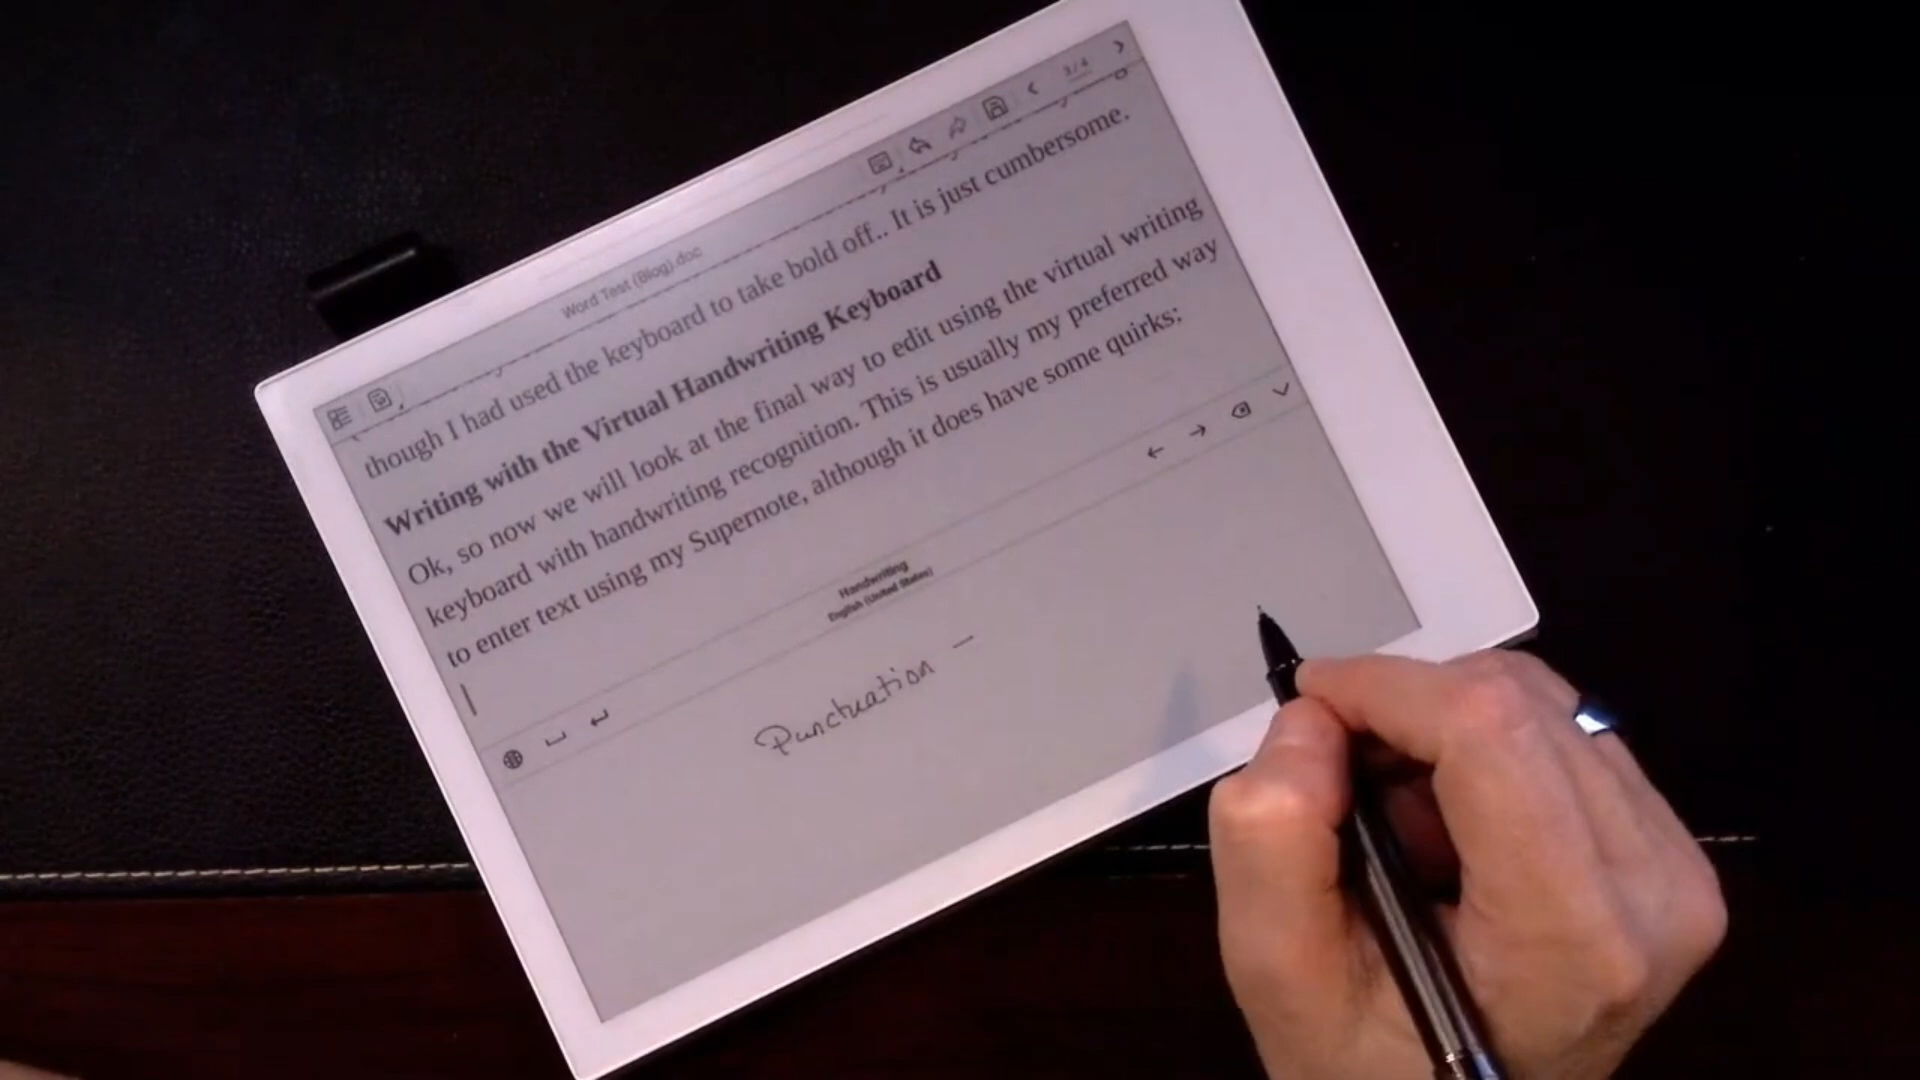 3/4
Word Test (Blog).doc
though I had used the keyboard to take bold off.. It is just cumbersome.
Writing with the Virtual Handwriting Keyboard
Ok, so now we will look at the final way to edit using the virtual writing
keyboard with handwriting recognition. This is usually my preferred way
to enter text using my Supernote, although it does have some quirks:
Handwriting
English (United States)
Punctuation —